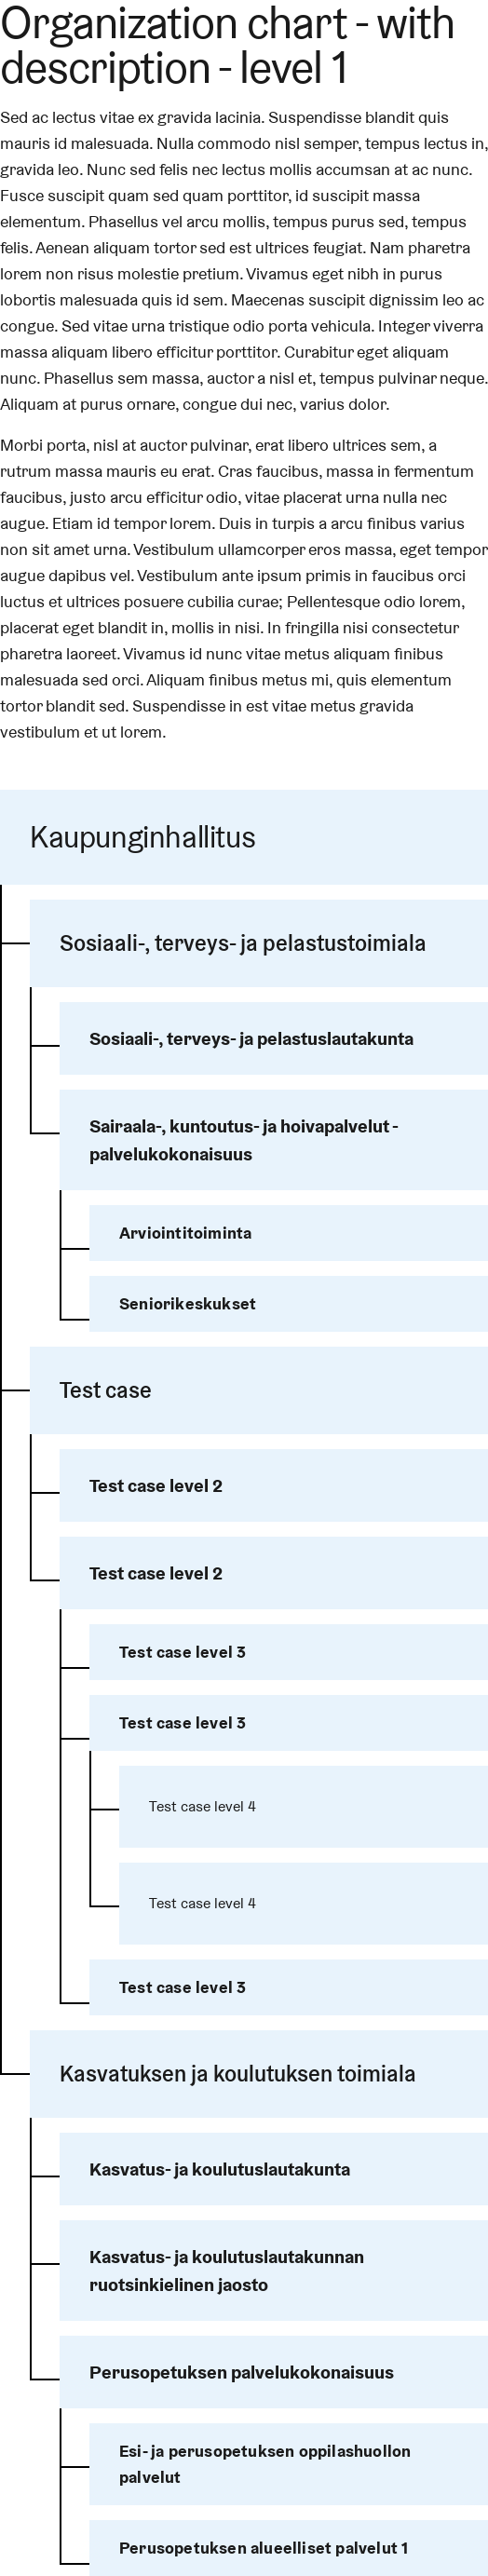 Organization chart - with
description - level 1
Sed ac lectus vitae ex gravida lacinia. Suspendisse blandit quis
mauris id malesuada. Nulla commodo nisl semper, tempus lectus in,
gravida leo. Nunc sed felis nec lectus mollis accumsan at ac nunc.
Fusce suscipit quam sed quam porttitor, id suscipit massa
elementum. Phasellus vel arcu mollis, tempus purus sed, tempus
felis. Aenean aliquam tortor sed est ultrices feugiat. Nam pharetra
lorem non risus molestie pretium. Vivamus eget nibh in purus
lobortis malesuada quis id sem. Maecenas suscipit dignissim leo ac
congue. Sed vitae urna tristique odio porta vehicula. Integer viverra
massa aliquam libero efficitur porttitor. Curabitur eget aliquam
nunc. Phasellus sem massa, auctor a nisl et, tempus pulvinar neque.
Aliquam at purus ornare, congue dui nec, varius dolor.
Morbi porta, nisl at auctor pulvinar, erat libero ultrices sem, a
rutrum massa mauris eu erat. Cras faucibus, massa in fermentum
faucibus, justo arcu efficitur odio, vitae placerat urna nulla nec
augue. Etiam id tempor lorem. Duis in turpis a arcu finibus varius
non sit amet urna. Vestibulum ullamcorper eros massa, eget tempor
augue dapibus vel. Vestibulum ante ipsum primis in faucibus orci
luctus et ultrices posuere cubilia curae; Pellentesque odio lorem,
placerat eget blandit in, mollis in nisi. In fringilla nisi consectetur
pharetra laoreet. Vivamus id nunc vitae metus aliquam finibus
malesuada sed orci. Aliquam finibus metus mi, quis elementum
tortor blandit sed. Suspendisse in est vitae metus gravida
vestibulum et ut lorem.
Kaupunginhallitus
Sosiaali-, terveys- ja pelastustoimiala
Sosiaali-, terveys- ja pelastuslautakunta
Sairaala-, kuntoutus- ja hoivapalvelut -
palvelukokonaisuus
Arviointitoiminta
Seniorikeskukset
Test case
Test case level 2
Test case level 2
Test case level 3
Test case level 3
Test case level 4
Test case level 4
Test case level 3
Kasvatuksen ja koulutuksen toimiala
Kasvatus- ja koulutuslautakunta
Kasvatus- ja koulutuslautakunnan
ruotsinkielinen jaosto
Perusopetuksen palvelukokonaisuus
Esi- ja perusopetuksen oppilashuollon
palvelut
Perusopetuksen alueelliset palvelut 1